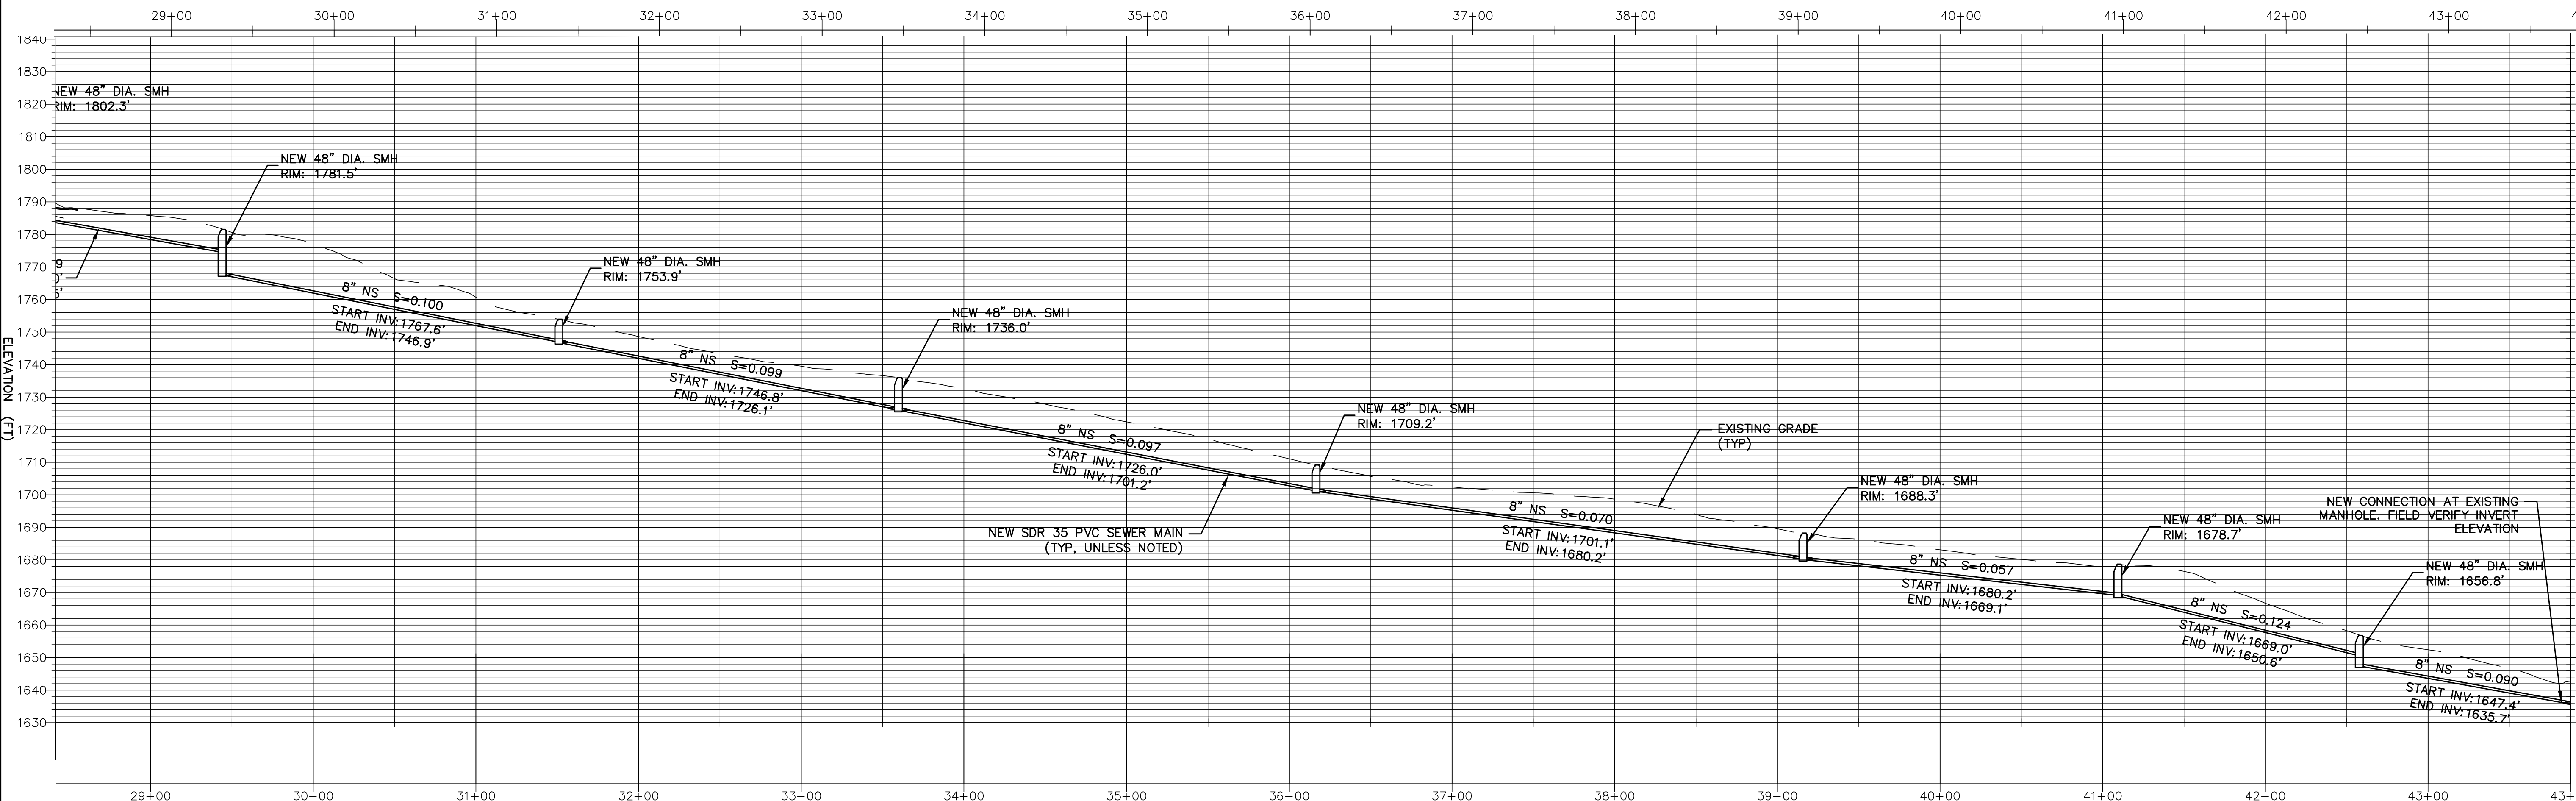 29+00 30+00 31+00 32+00 33+00 34+00 35+00 36+00 37+00 38+00 39+00 40+00 41+00 42+00 43+00
1840
1830
1820
1810
1800
1790
1780
1770
1760
1750
1740
1730
1720
1710
1700
1690
1680
1670
1660
1650
1640
1630
ELEVATION (FT)
NEW 48" DIA. SMH
RIM: 1802.3'
NEW 48" DIA. SMH
RIM: 1781.5'
8" NS S=0.100
START INV:1767.6'
END INV:1746.9'
NEW 48" DIA. SMH
RIM: 1753.9'
8" NS S=0.099
START INV:1746.8'
END INV:1726.1'
NEW 48" DIA. SMH
RIM: 1736.0'
8" NS S=0.097
START INV:1726.0'
END INV:1701.2'
NEW SDR 35 PVC SEWER MAIN
(TYP, UNLESS NOTED)
NEW 48" DIA. SMH
RIM: 1709.2'
8" NS S=0.070
START INV:1701.1'
END INV:1680.2'
EXISTING GRADE
(TYP)
NEW 48" DIA. SMH
RIM: 1688.3'
8" NS S=0.057
START INV:1680.2'
END INV:1669.1'
NEW 48" DIA. SMH
RIM: 1678.7'
8" NS S=0.124
START INV:1669.0'
END INV:1650.6'
NEW CONNECTION AT EXISTING
MANHOLE. FIELD VERIFY INVERT
ELEVATION
NEW 48" DIA. SMH
RIM: 1656.8'
8" NS S=0.090
START INV:1647.4'
END INV:1635.7'
29+00 30+00 31+00 32+00 33+00 34+00 35+00 36+00 37+00 38+00 39+00 40+00 41+00 42+00 43+00